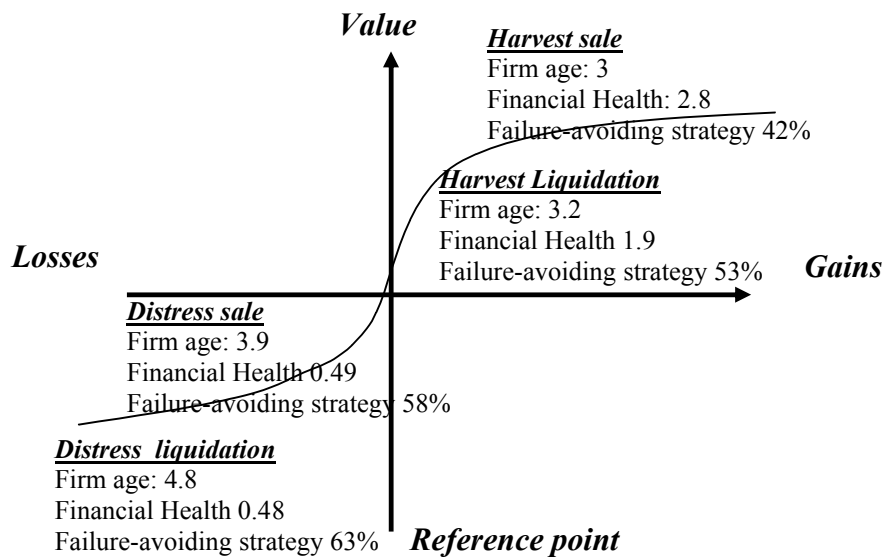 Value
Harvest sale
Firm age: 3
Financial Health: 2.8
Failure-avoiding strategy 42%
Harvest Liquidation
Firm age: 3.2
Financial Health 1.9
Failure-avoiding strategy 53%
Losses
Gains
Distress sale
Firm age: 3.9
Financial Health 0.49
Failure-avoiding strategy 58%
Distress liquidation
Firm age: 4.8
Financial Health 0.48
Failure-avoiding strategy 63%
Reference point